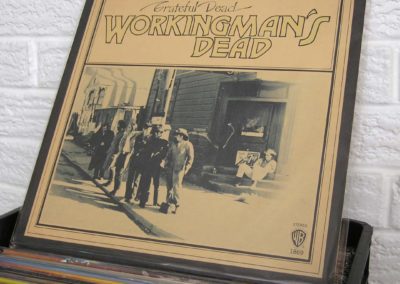 Grateful Dead
WORKINGMAN'S
DEAD
STEREO
WB
1869